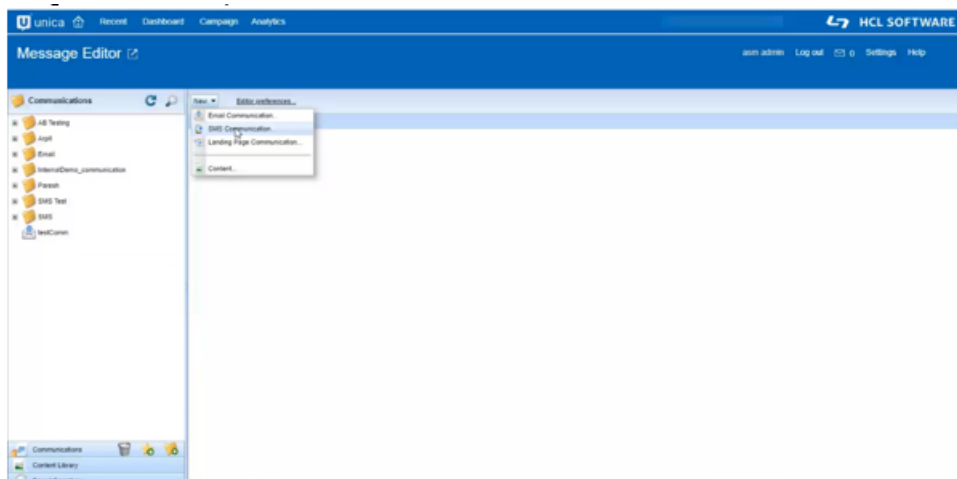 unica Recent Dashboard Campaign Analytics HCL SOFTWARE
Message Editor asm admin Log out 0 Settings Help
Communications New Editor preferences...
Email Communication...
AB Testing SMS Communication...
Arpit Landing Page Communication...
Email
InternalDemo_communication Content...
Paresh
SMS Test
SMS
testComm
Communications
Content Library